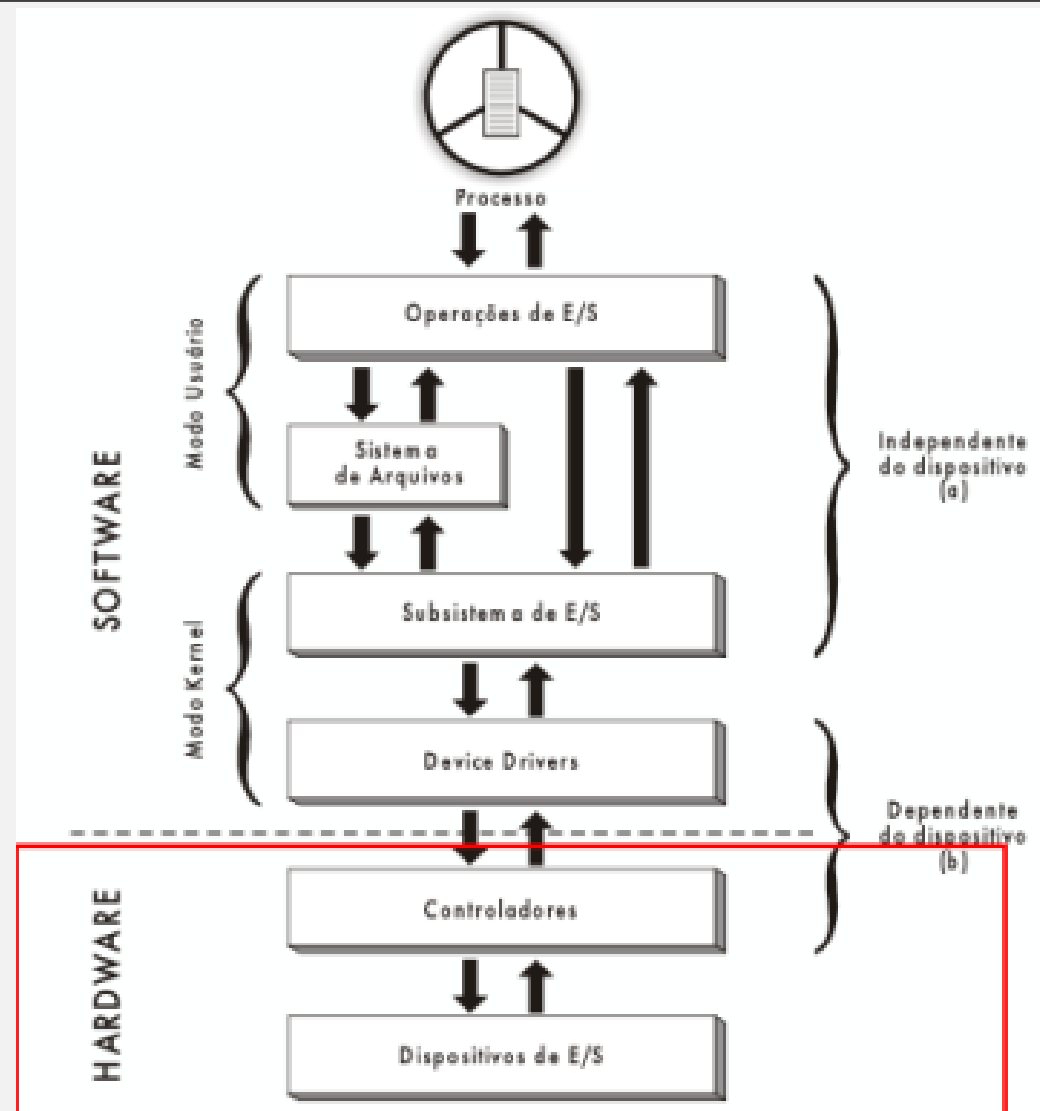 Processo
Operações de E/S
Modo Usuário
Sistema
de Arquivos
Independente
do dispositivo
(a)
SOFTWARE
Subsistema de E/S
Modo Kernel
Device Drivers
Dependente
do dispositivo
(b)
HARDWARE
Controladores
Dispositivos de E/S